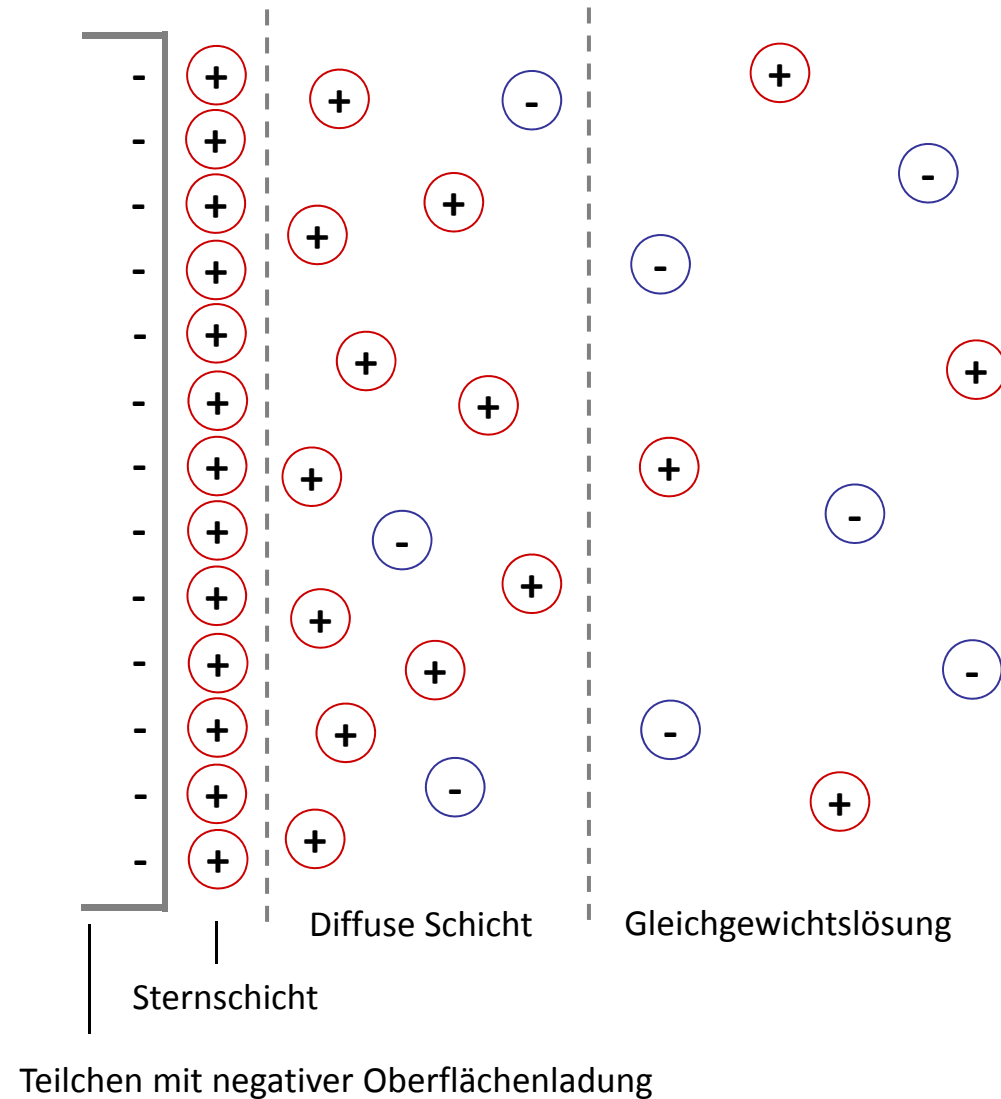 - + + - +
- +
- + + -
- + + -
- +
- + + +
- + + +
- + - -
- + + +
- + + -
- + + -
- + - +
- + +
Diffuse Schicht Gleichgewichtslösung
Sternschicht
Teilchen mit negativer Oberflächenladung